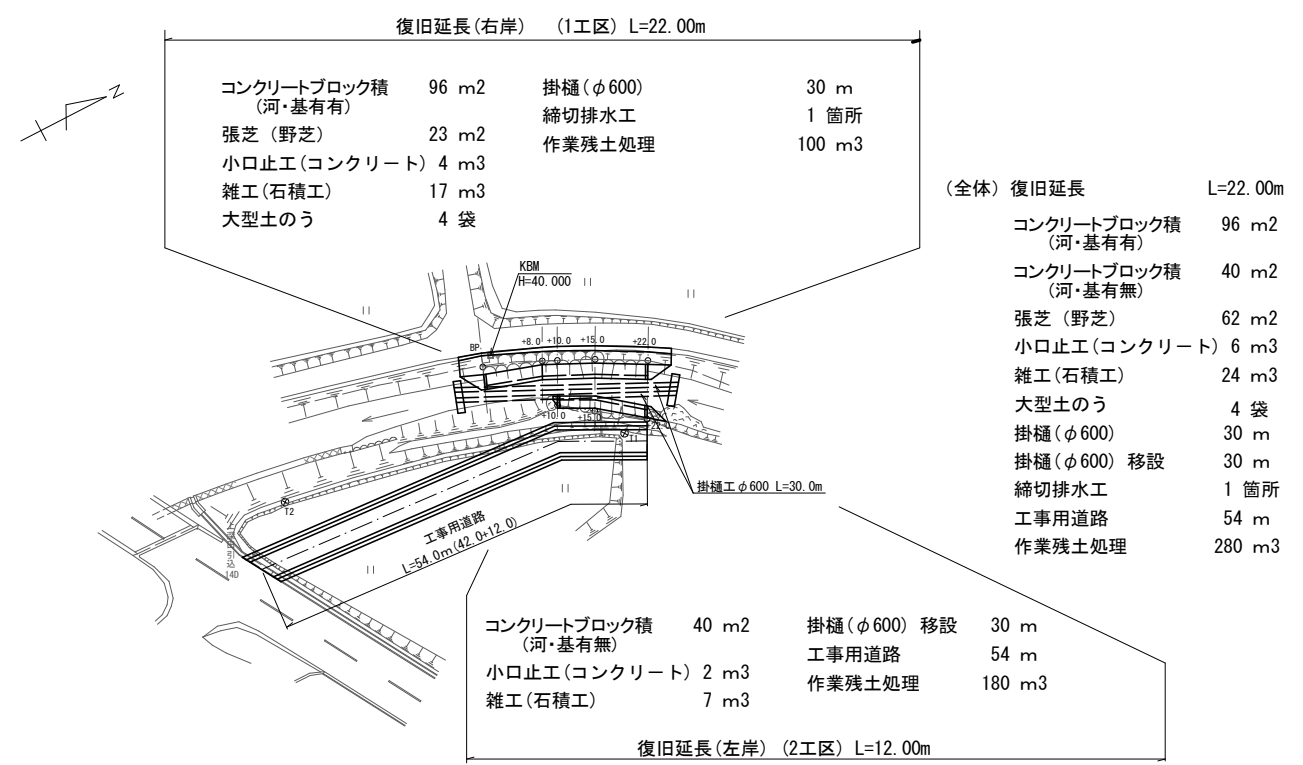 復旧延長(右岸) (1工区) L=22.00m
コンクリートブロック積 96 m2
(河・基有有)
張芝 (野芝) 23 m2
小口止工(コンクリート) 4 m3
雑工(石積工) 17 m3
大型土のう 4 袋
掛樋(φ600) 30 m
締切排水工 1 箇所
作業残土処理 100 m3
N
(全体) 復旧延長 L=22.00m
コンクリートブロック積 96 m2
(河・基有有)
コンクリートブロック積 40 m2
(河・基有無)
張芝 (野芝) 62 m2
小口止工(コンクリート) 6 m3
雑工(石積工) 24 m3
大型土のう 4 袋
掛樋(φ600) 30 m
掛樋(φ600) 移設 30 m
締切排水工 1 箇所
工事用道路 54 m
作業残土処理 280 m3
KBM
H=40.000
BP
+8.0 +10.0 +15.0 +22.0
+10.0 +15.0
T1
掛樋工φ600 L=30.0m
T2
工事用道路
L=54.0m(42.0+12.0)
引込
14D
コンクリートブロック積 40 m2
(河・基有無)
小口止工(コンクリート) 2 m3
雑工(石積工) 7 m3
掛樋(φ600) 移設 30 m
工事用道路 54 m
作業残土処理 180 m3
復旧延長(左岸) (2工区) L=12.00m